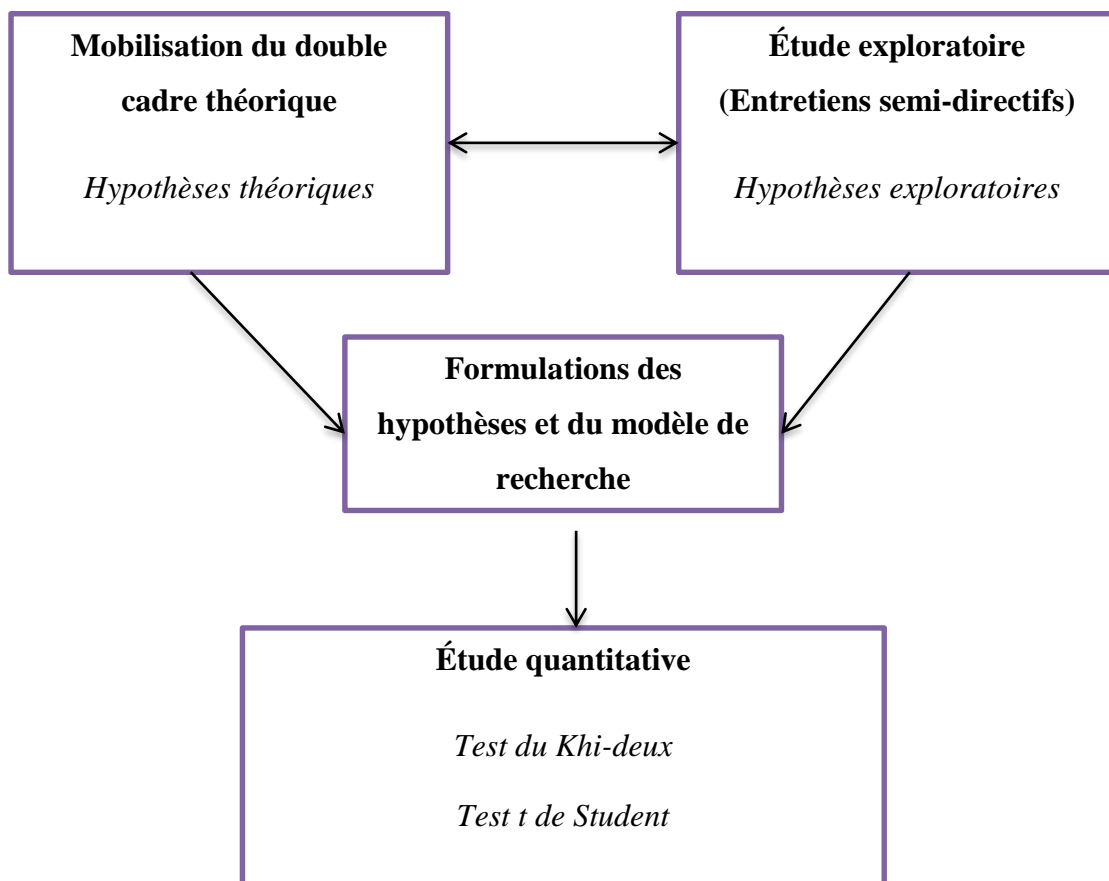 Mobilisation du double
cadre théorique
Hypothèses théoriques
Étude exploratoire
(Entretiens semi-directifs)
Hypothèses exploratoires
Formulations des
hypothèses et du modèle de
recherche
Étude quantitative
Test du Khi-deux
Test t de Student